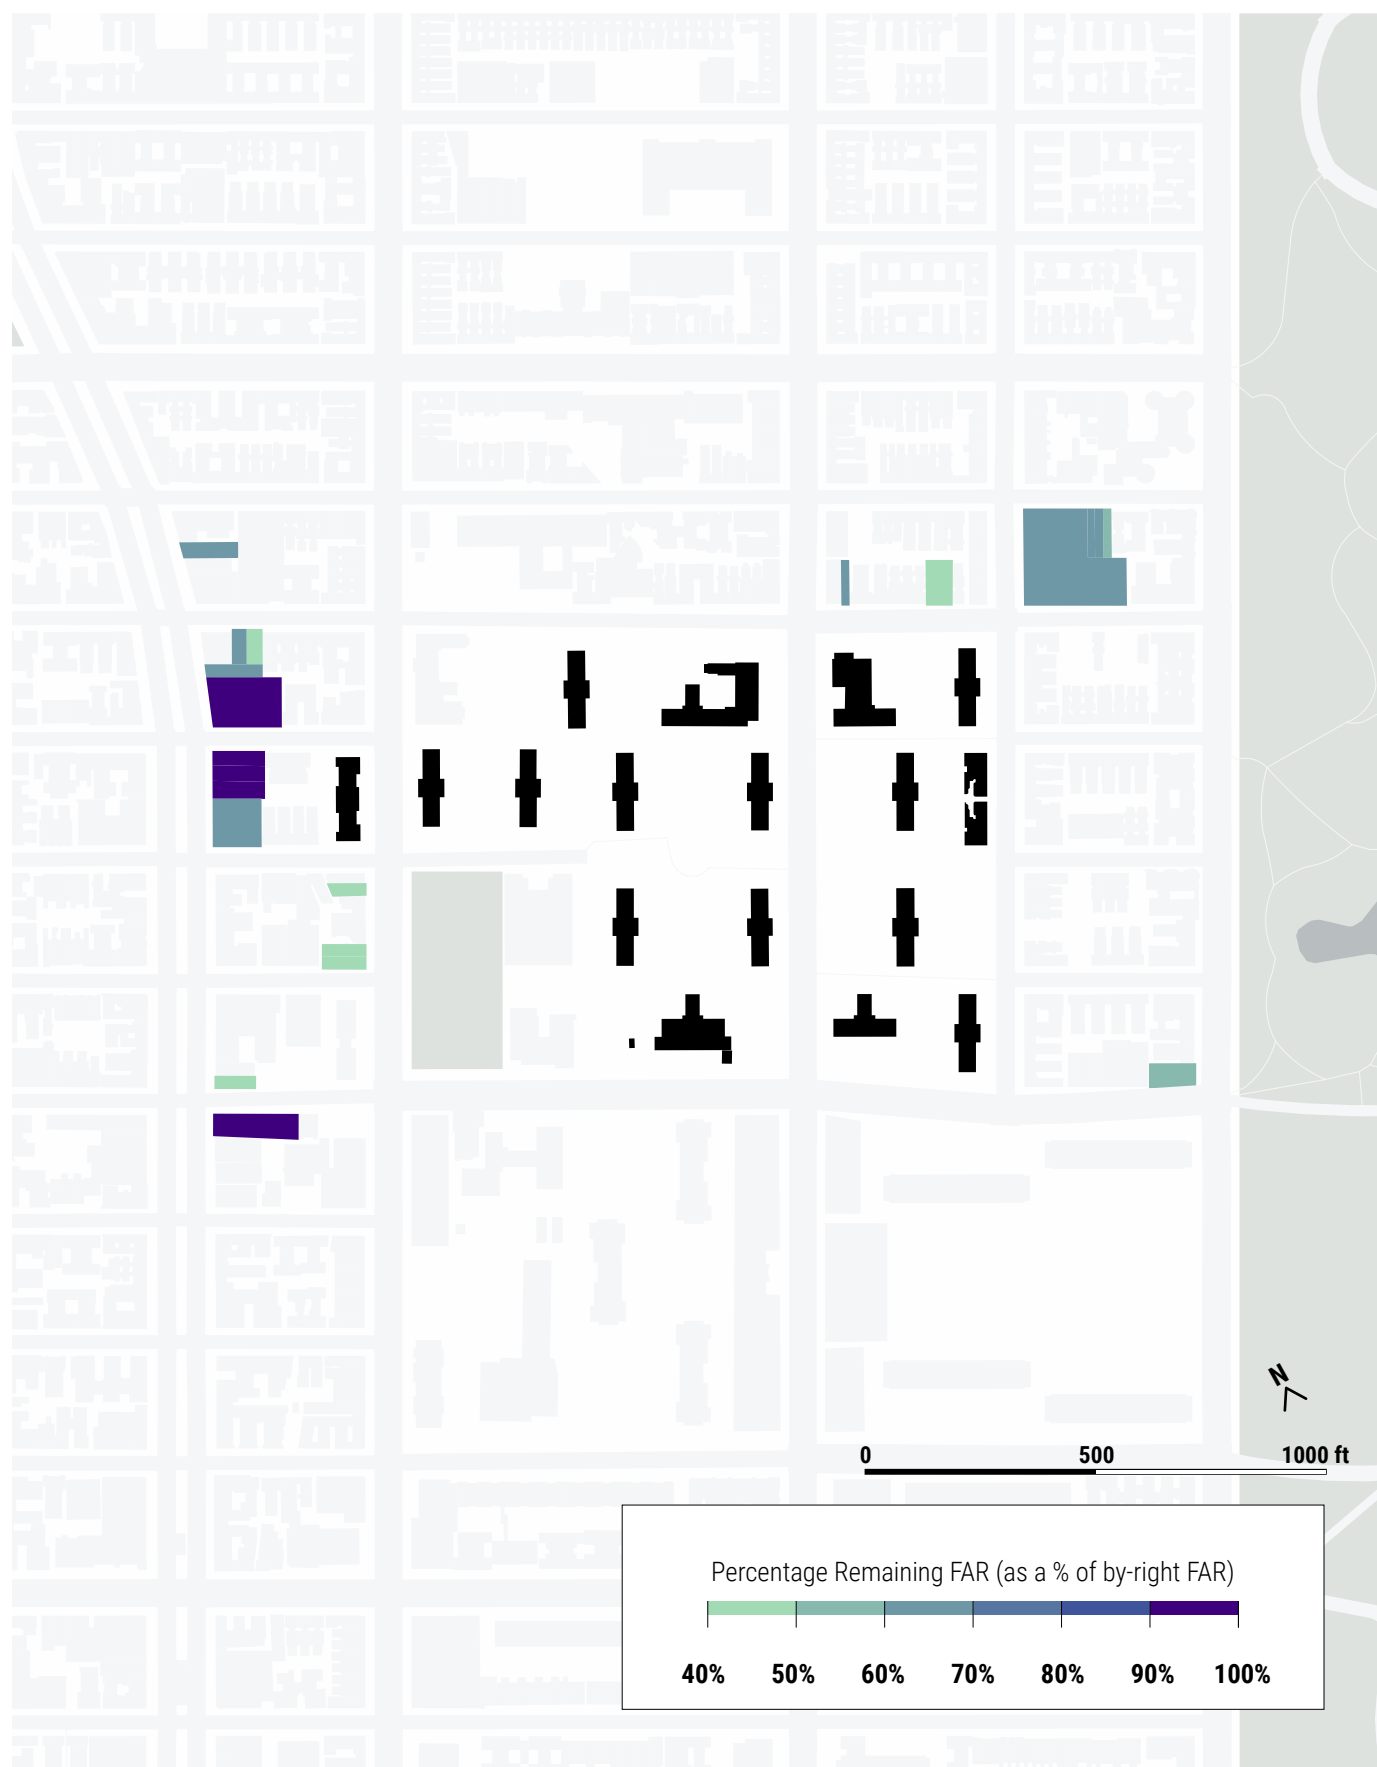 N
0 500 1000 ft
Percentage Remaining FAR (as a % of by-right FAR)
40% 50% 60% 70% 80% 90% 100%